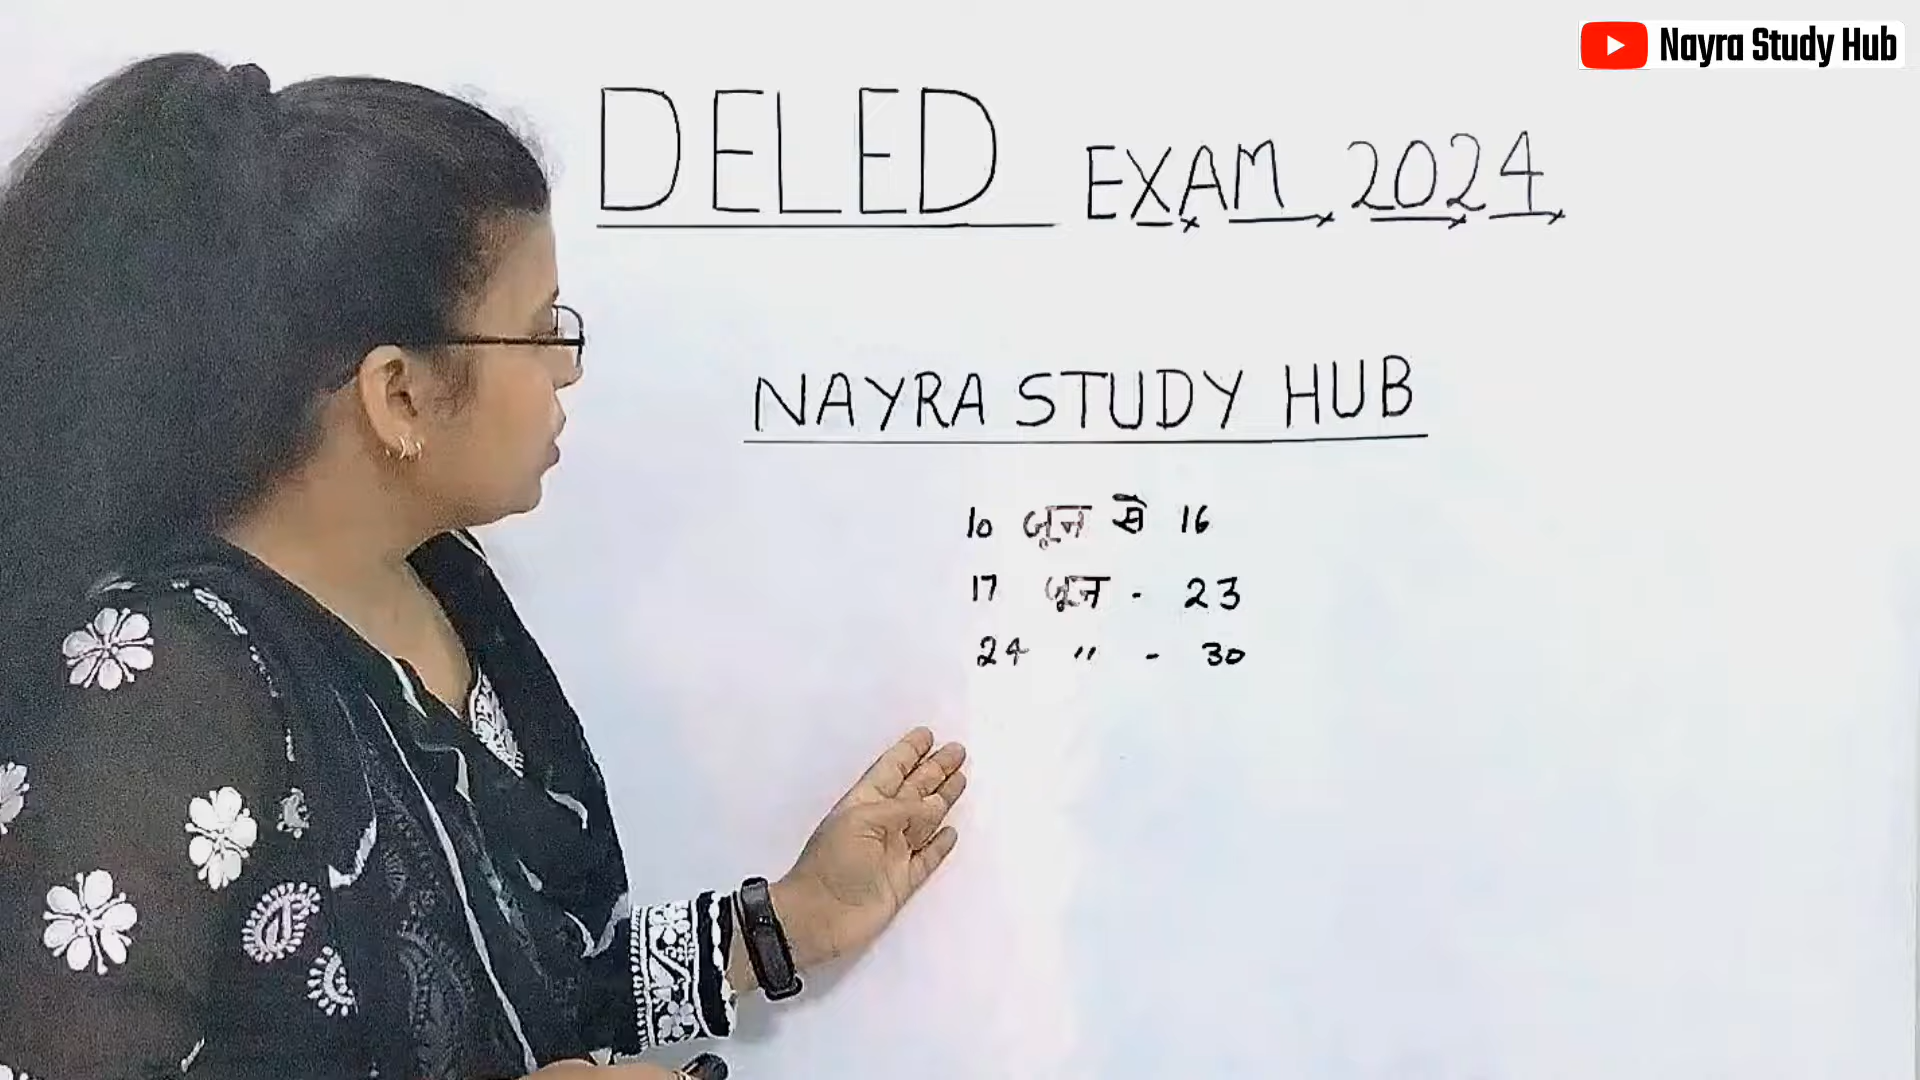 Nayra Study Hub
DELED EXAM 2024
NAYRA STUDY HUB
10 जून से 16
17 जून - 23
24 " - 30